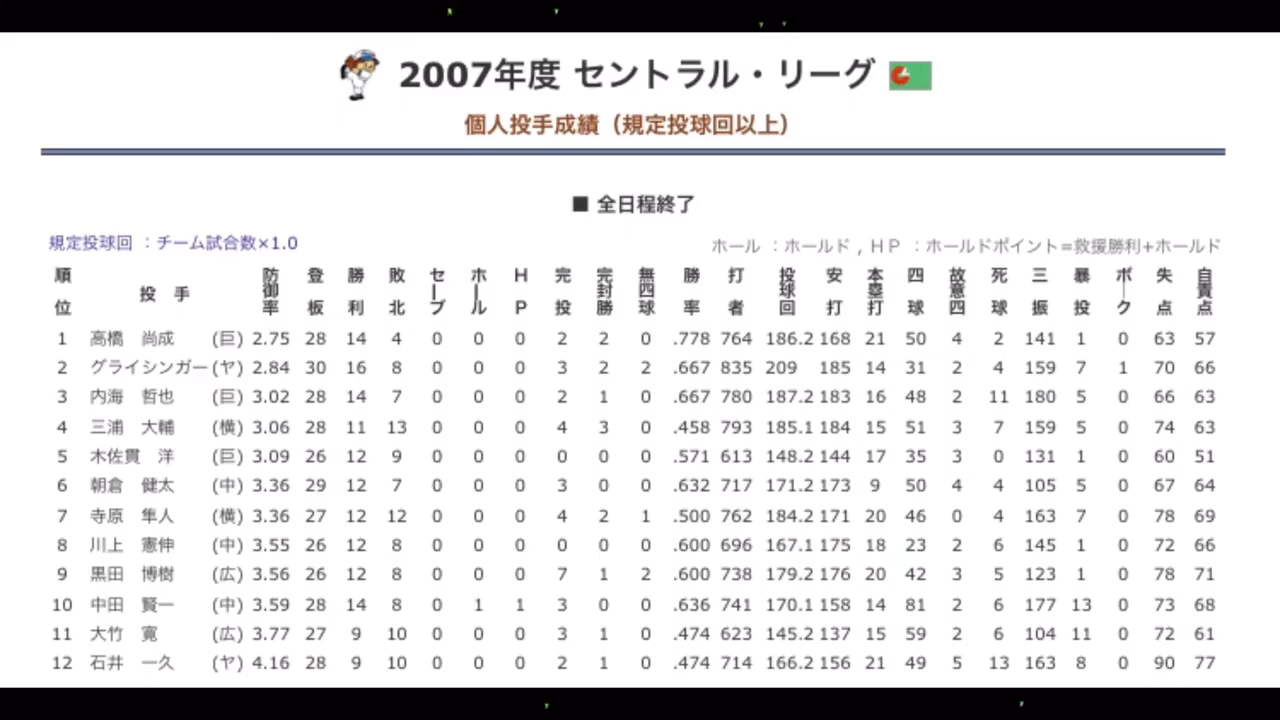 2007年度 セントラル・リーグ
個人投手成績（規定投球回以上）
■ 全日程終了
規定投球回 ：チーム試合数×1.0 ホール ：ホールド , ＨＰ ：ホールドポイント=救援勝利+ホールド
順位 投 手 防御率 登板 勝利 敗北 セーブ ホール ＨＰ 完投 完封勝 無四球 勝率 打者 投球回 安打 本塁打 四球 故意四 死球 三振 暴投 ボーク 失点 自責点
1 高橋 尚成 (巨) 2.75 28 14 4 0 0 0 2 2 0 .778 764 186.2 168 21 50 4 2 141 1 0 63 57
2 グライシンガー (ヤ) 2.84 30 16 8 0 0 0 3 2 2 .667 835 209 185 14 31 2 4 159 7 1 70 66
3 内海 哲也 (巨) 3.02 28 14 7 0 0 0 2 1 0 .667 780 187.2 183 16 48 2 11 180 5 0 66 63
4 三浦 大輔 (横) 3.06 28 11 13 0 0 0 4 3 0 .458 793 185.1 184 15 51 3 7 159 5 0 74 63
5 木佐貫 洋 (巨) 3.09 26 12 9 0 0 0 0 0 0 .571 613 148.2 144 17 35 3 0 131 1 0 60 51
6 朝倉 健太 (中) 3.36 29 12 7 0 0 0 3 0 0 .632 717 171.2 173 9 50 4 4 105 5 0 67 64
7 寺原 隼人 (横) 3.36 27 12 12 0 0 0 4 2 1 .500 762 184.2 171 20 46 0 4 163 7 0 78 69
8 川上 憲伸 (中) 3.55 26 12 8 0 0 0 0 0 0 .600 696 167.1 175 18 23 2 6 145 1 0 72 66
9 黒田 博樹 (広) 3.56 26 12 8 0 0 0 7 1 2 .600 738 179.2 176 20 42 3 5 123 1 0 78 71
10 中田 賢一 (中) 3.59 28 14 8 0 1 1 3 0 0 .636 741 170.1 158 14 81 2 6 177 13 0 73 68
11 大竹 寛 (広) 3.77 27 9 10 0 0 0 3 1 0 .474 623 145.2 137 15 59 2 6 104 11 0 72 61
12 石井 一久 (ヤ) 4.16 28 9 10 0 0 0 2 1 0 .474 714 166.2 156 21 49 5 13 163 8 0 90 77